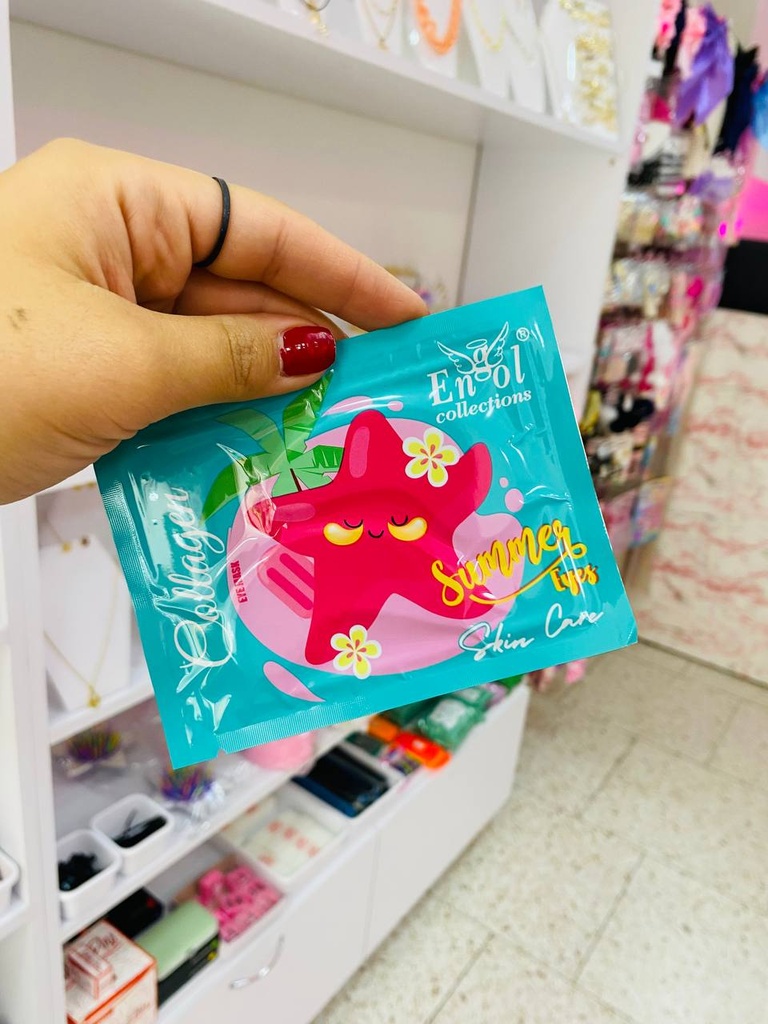 Engol®
collections
Collagen
EYE MASK
Summer
Eyes
Skin Care